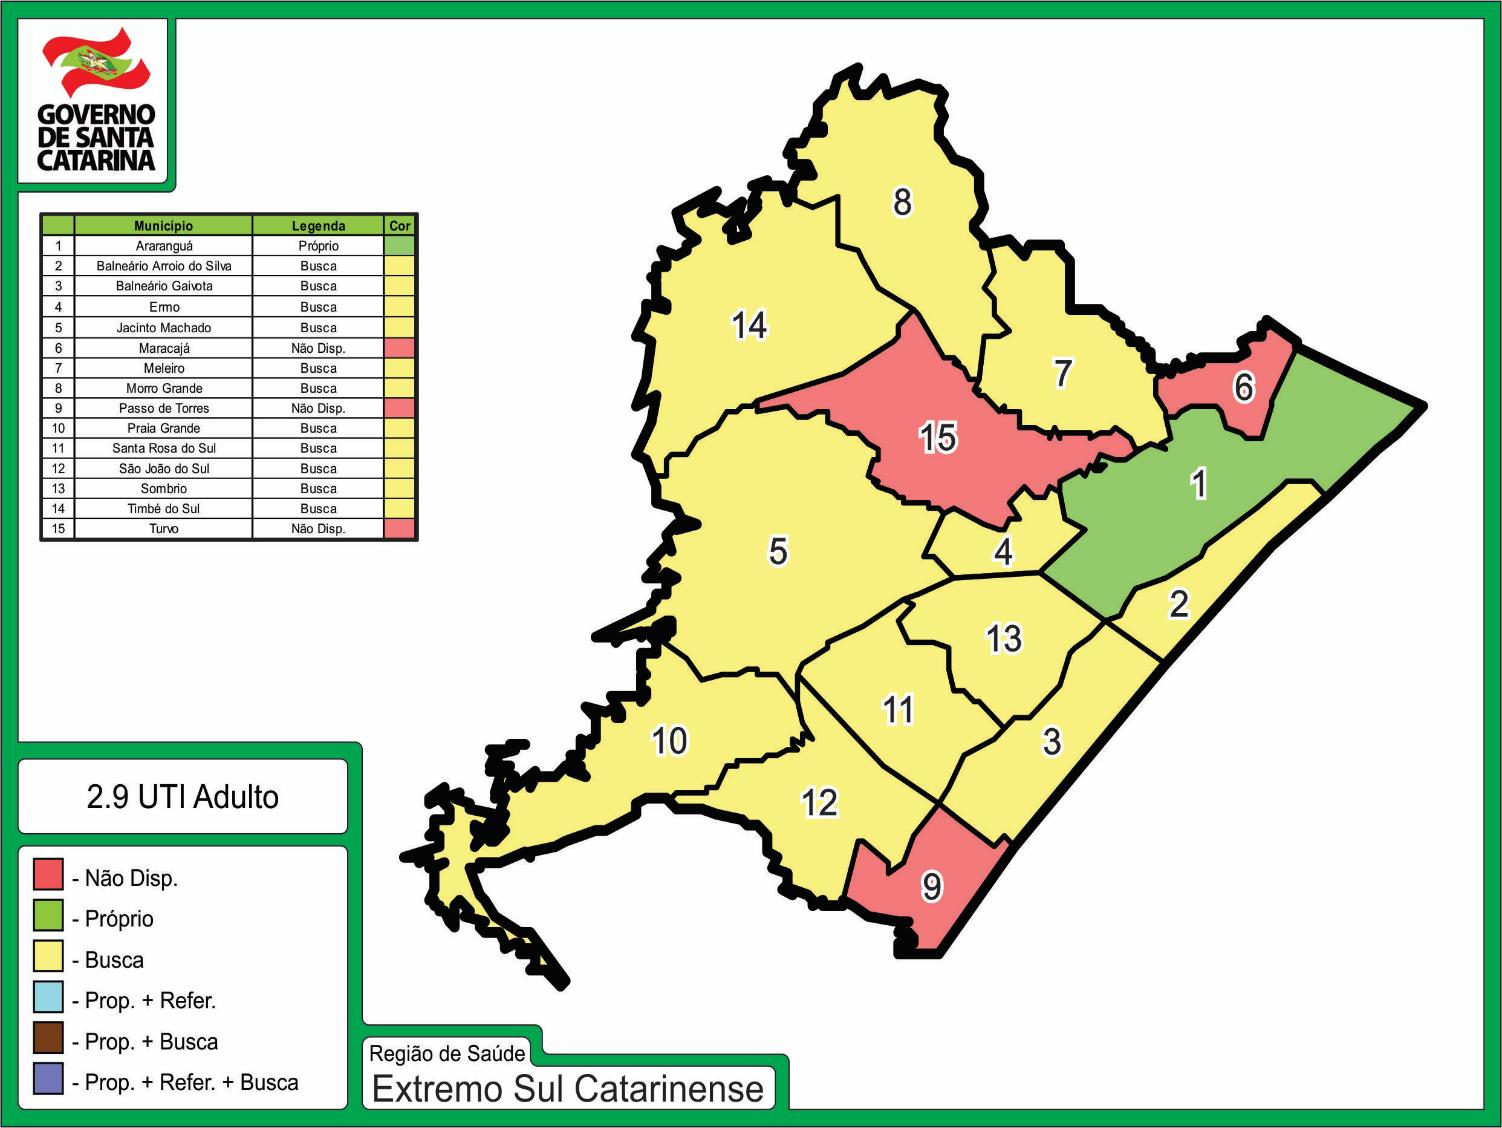 GOVERNO
DE SANTA
CATARINA
Município Legenda Cor
1 Araranguá Próprio
2 Balneário Arroio do Silva Busca
3 Balneário Gaivota Busca
4 Ermo Busca
5 Jacinto Machado Busca
6 Maracajá Não Disp.
7 Meleiro Busca
8 Morro Grande Busca
9 Passo de Torres Não Disp.
10 Praia Grande Busca
11 Santa Rosa do Sul Busca
12 São João do Sul Busca
13 Sombrio Busca
14 Timbé do Sul Busca
15 Turvo Não Disp.
8
14
7
6
15
1
5
4
2
13
11
3
10
12
9
2.9 UTI Adulto
- Não Disp.
- Próprio
- Busca
- Prop. + Refer.
- Prop. + Busca
- Prop. + Refer. + Busca
Região de Saúde
Extremo Sul Catarinense